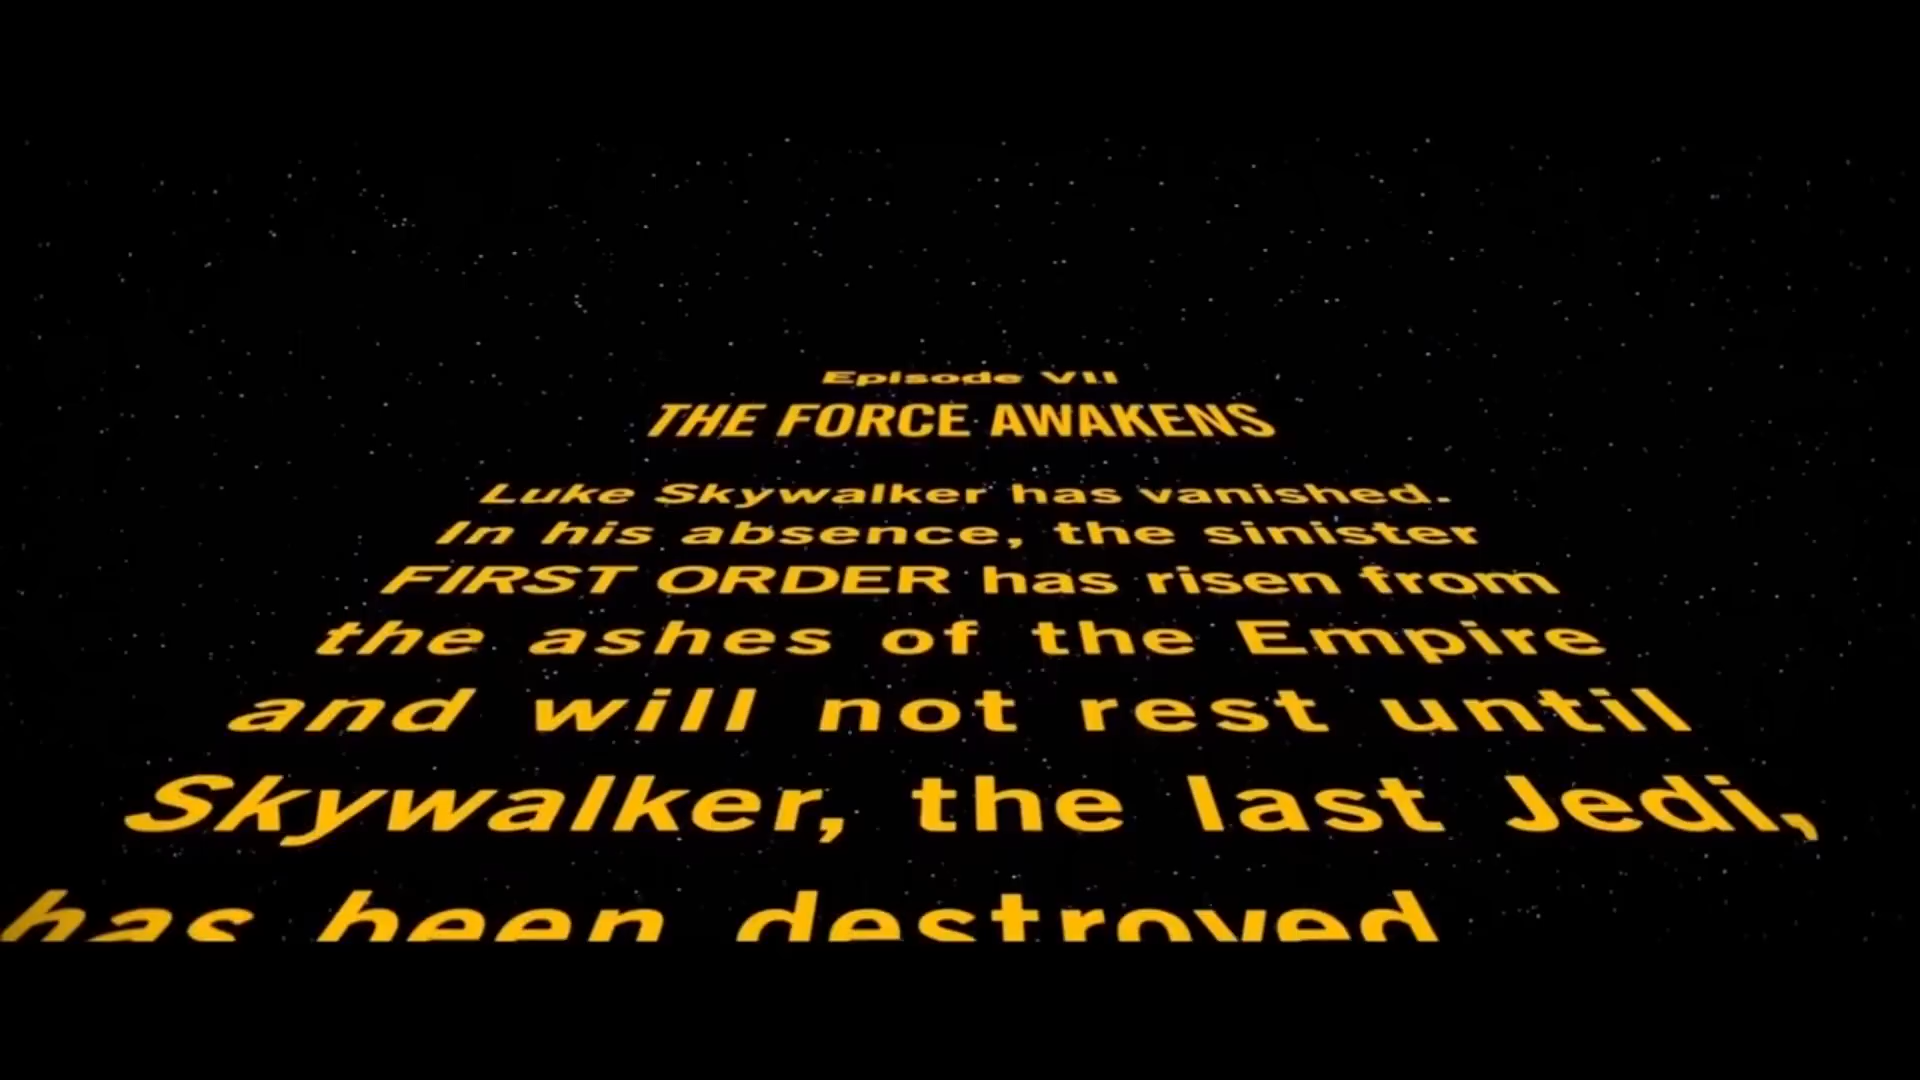 Episode VII
THE FORCE AWAKENS
Luke Skywalker has vanished.
In his absence, the sinister
FIRST ORDER has risen from
the ashes of the Empire
and will not rest until
Skywalker, the last Jedi,
has been destroyed